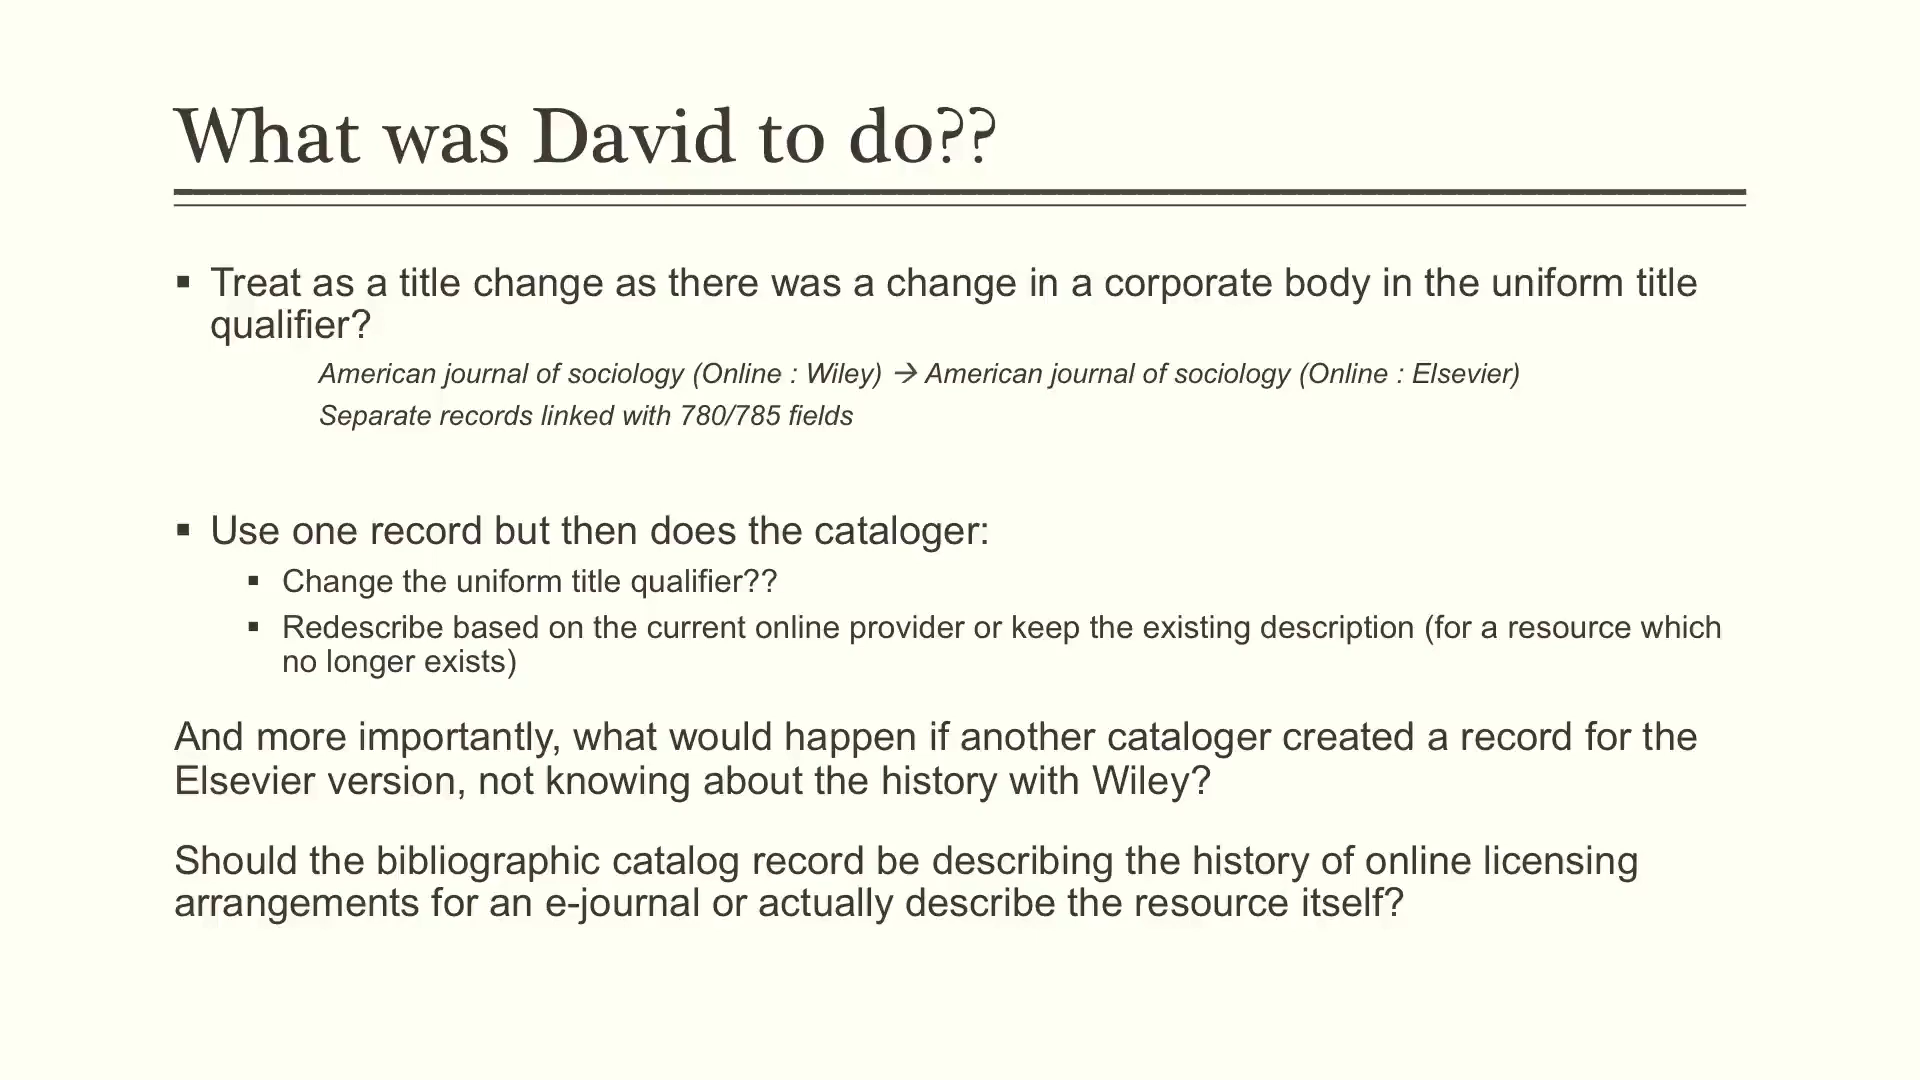 What was David to do??
▪ Treat as a title change as there was a change in a corporate body in the uniform title
qualifier?
American journal of sociology (Online : Wiley) → American journal of sociology (Online : Elsevier)
Separate records linked with 780/785 fields
▪ Use one record but then does the cataloger:
▪ Change the uniform title qualifier??
▪ Redescribe based on the current online provider or keep the existing description (for a resource which
no longer exists)
And more importantly, what would happen if another cataloger created a record for the
Elsevier version, not knowing about the history with Wiley?
Should the bibliographic catalog record be describing the history of online licensing
arrangements for an e-journal or actually describe the resource itself?